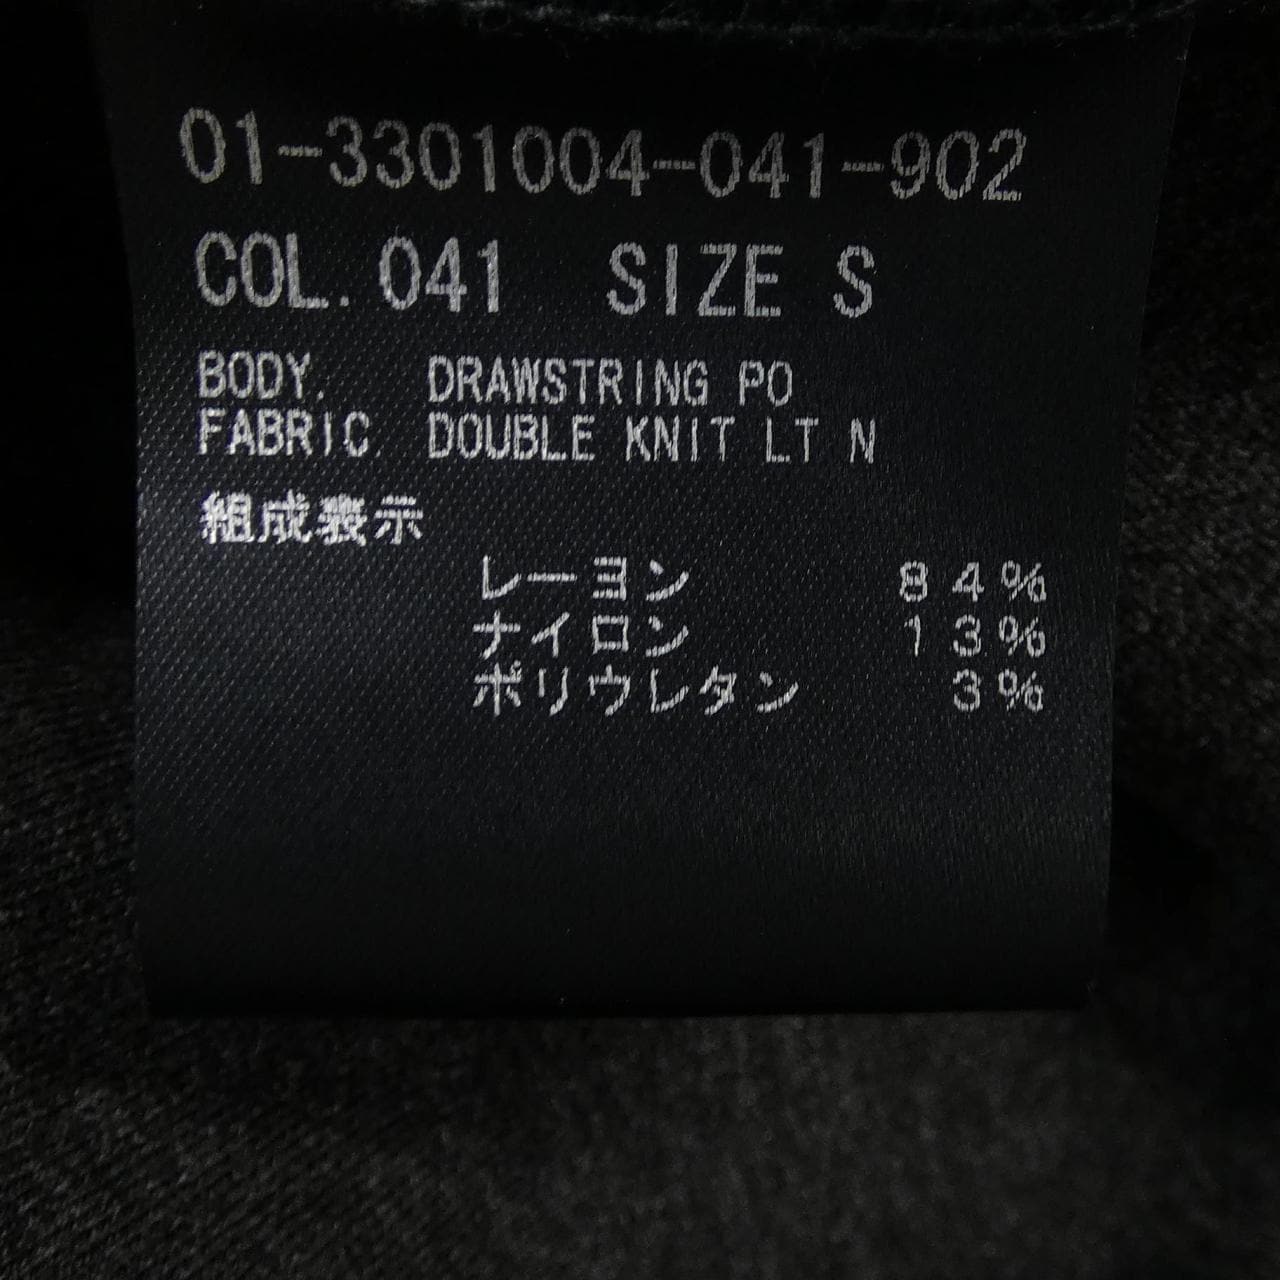 01-3301004-041-902
COL. 041 SIZE S
BODY. DRAWSTRING PO
FABRIC. DOUBLE KNIT LT N
組成表示
レーヨン 84%
ナイロン 13%
ポリウレタン 3%